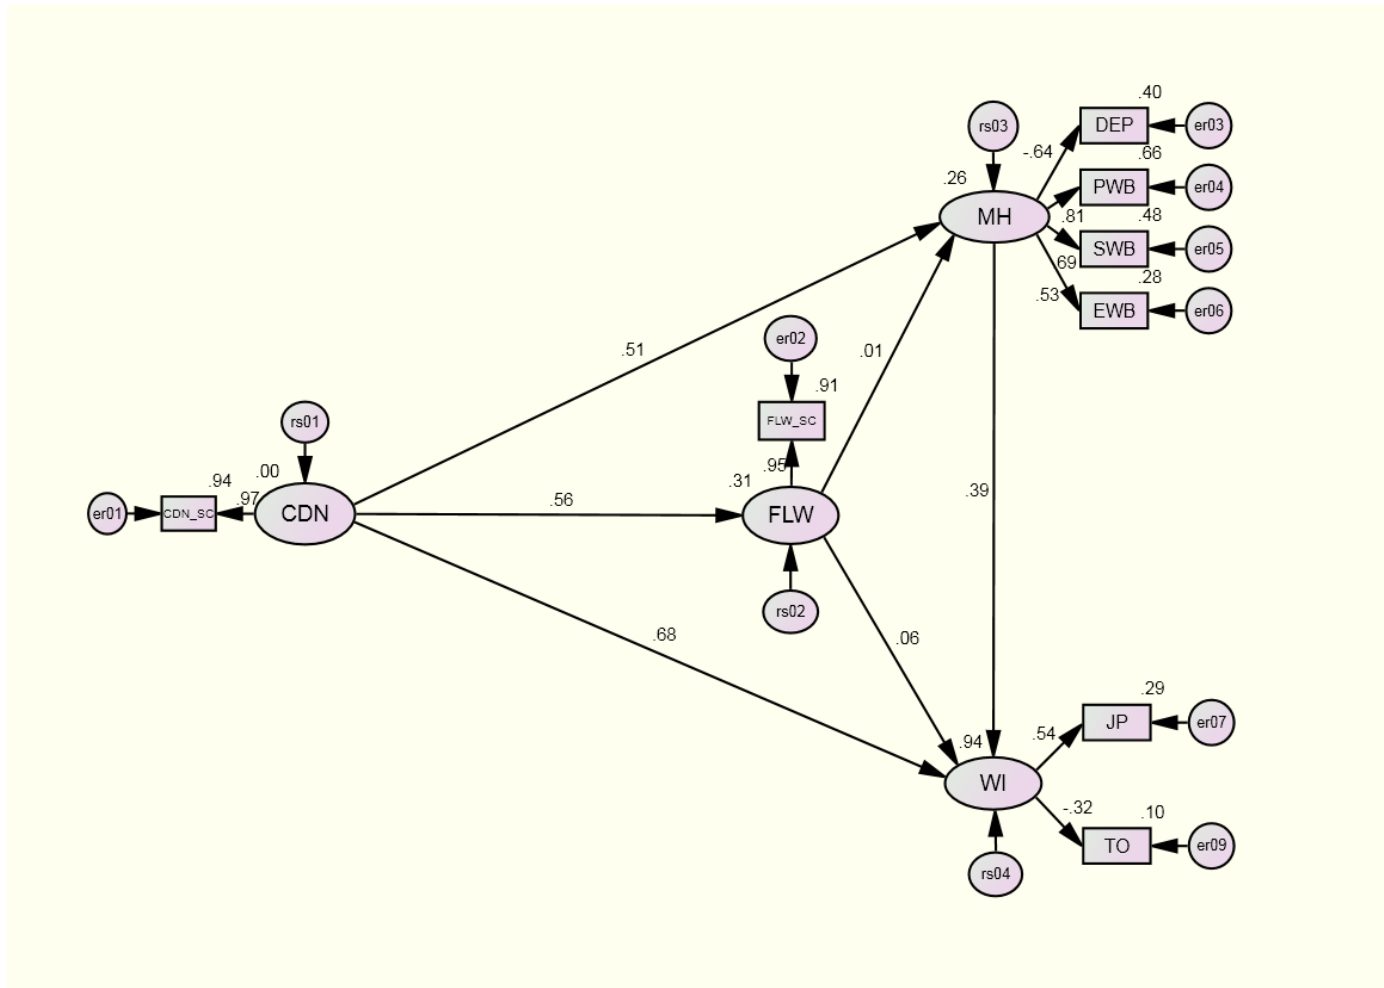 .40
rs03
DEP
er03
-.64
.66
.26
PWB
er04
MH
.81
.48
SWB
er05
69
.28
.53
EWB
er06
er02
.51
.01
.91
FLW_SC
rs01
.00
.94
.95
.31
.39
.97
er01
CDN_SC
CDN
.56
FLW
rs02
.68
.06
.29
JP
er07
.54
.94
WI
-.32
.10
TO
er09
rs04